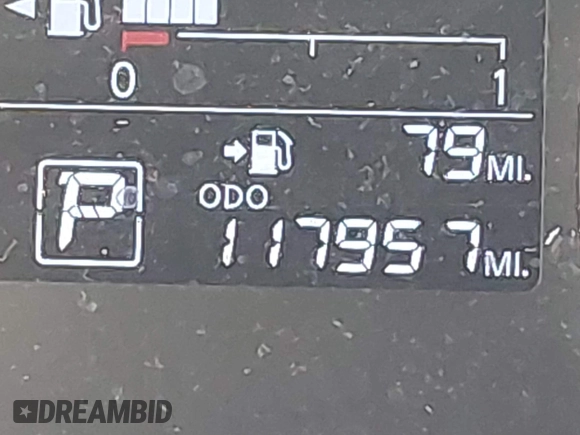 0 1
79 MI.
ODO
P
117957 MI.
DREAMBID